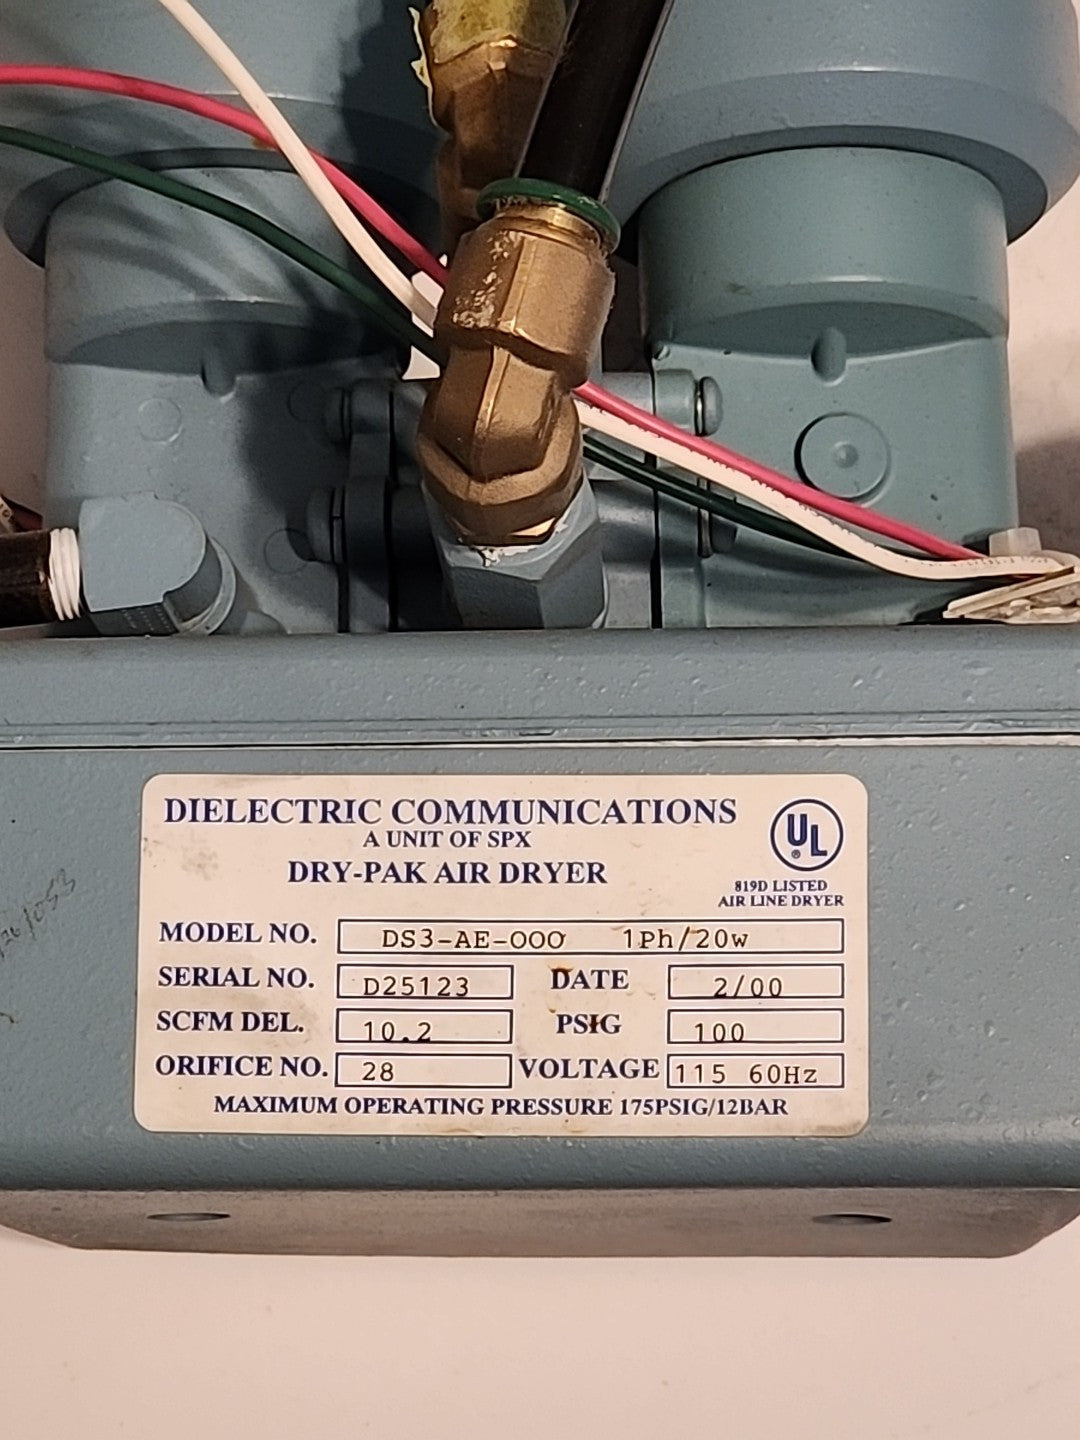 DIELECTRIC COMMUNICATIONS
A UNIT OF SPX
DRY-PAK AIR DRYER
UL
®
819D LISTED
AIR LINE DRYER
MODEL NO. DS3-AE-000 1Ph/20w
SERIAL NO. D25123 DATE 2/00
SCFM DEL. 10.2 PSIG 100
ORIFICE NO. 28 VOLTAGE 115 60Hz
MAXIMUM OPERATING PRESSURE 175PSIG/12BAR